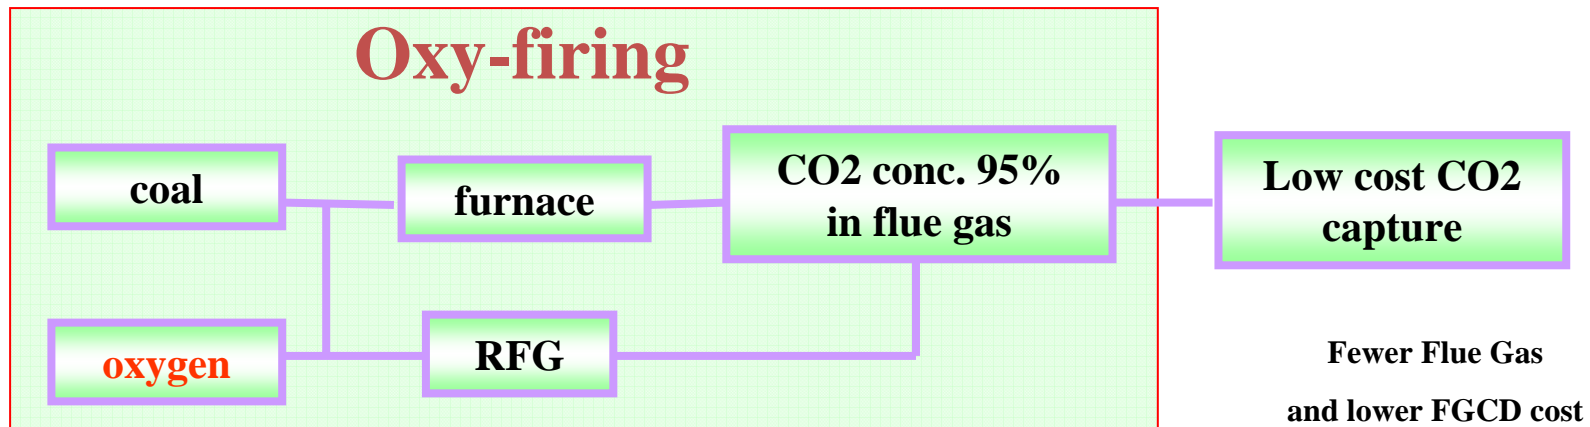 Oxy-firing
coal
furnace
CO2 conc. 95%
in flue gas
Low cost CO2
capture
oxygen
RFG
Fewer Flue Gas
and lower FGCD cost